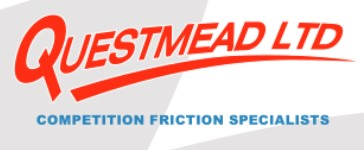 QUESTMEAD LTD
COMPETITION FRICTION SPECIALISTS